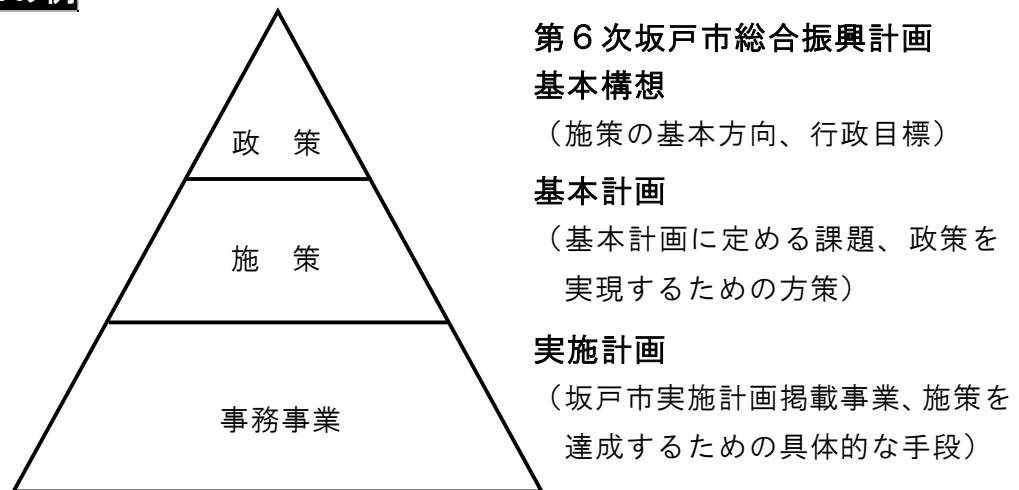 の例
第６次坂戸市総合振興計画
基本構想
（施策の基本方向、行政目標）
政　策
基本計画
（基本計画に定める課題、政策を
実現するための方策）
施　策
実施計画
（坂戸市実施計画掲載事業、施策を
達成するための具体的な手段）
事務事業